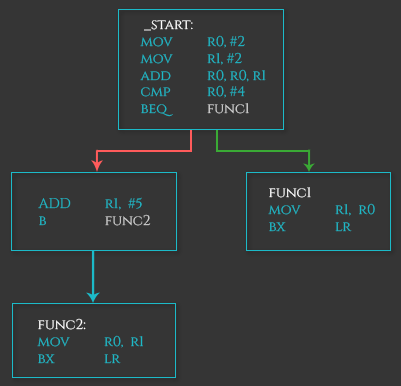 _START:
MOV R0, #2
MOV R1, #2
ADD R0, R0, R1
CMP R0, #4
BEQ FUNC1
ADD R1, #5
B FUNC2
FUNC1
MOV R1, R0
BX LR
FUNC2:
MOV R0, R1
BX LR